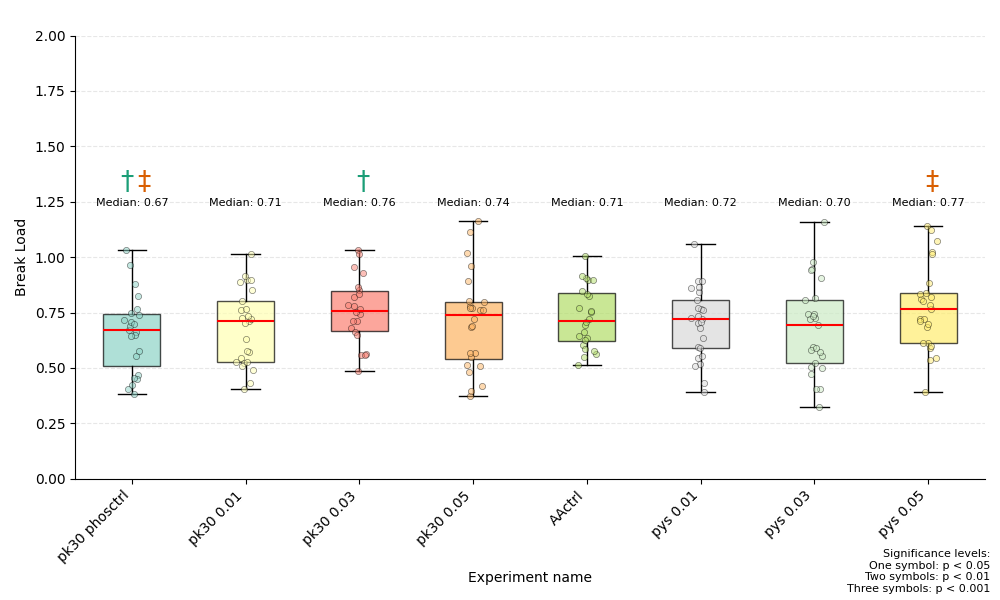 2.00
1.75
1.50
1.25
1.00
0.75
0.50
0.25
0.00
Break Load
† ‡ † ‡
Median: 0.67 Median: 0.71 Median: 0.76 Median: 0.74 Median: 0.71 Median: 0.72 Median: 0.70 Median: 0.77
pk30 phosctrl
pk30 0.01
pk30 0.03
pk30 0.05
AActrl
pys 0.01
pys 0.03
pys 0.05
Experiment name
Significance levels:
One symbol: p < 0.05
Two symbols: p < 0.01
Three symbols: p < 0.001